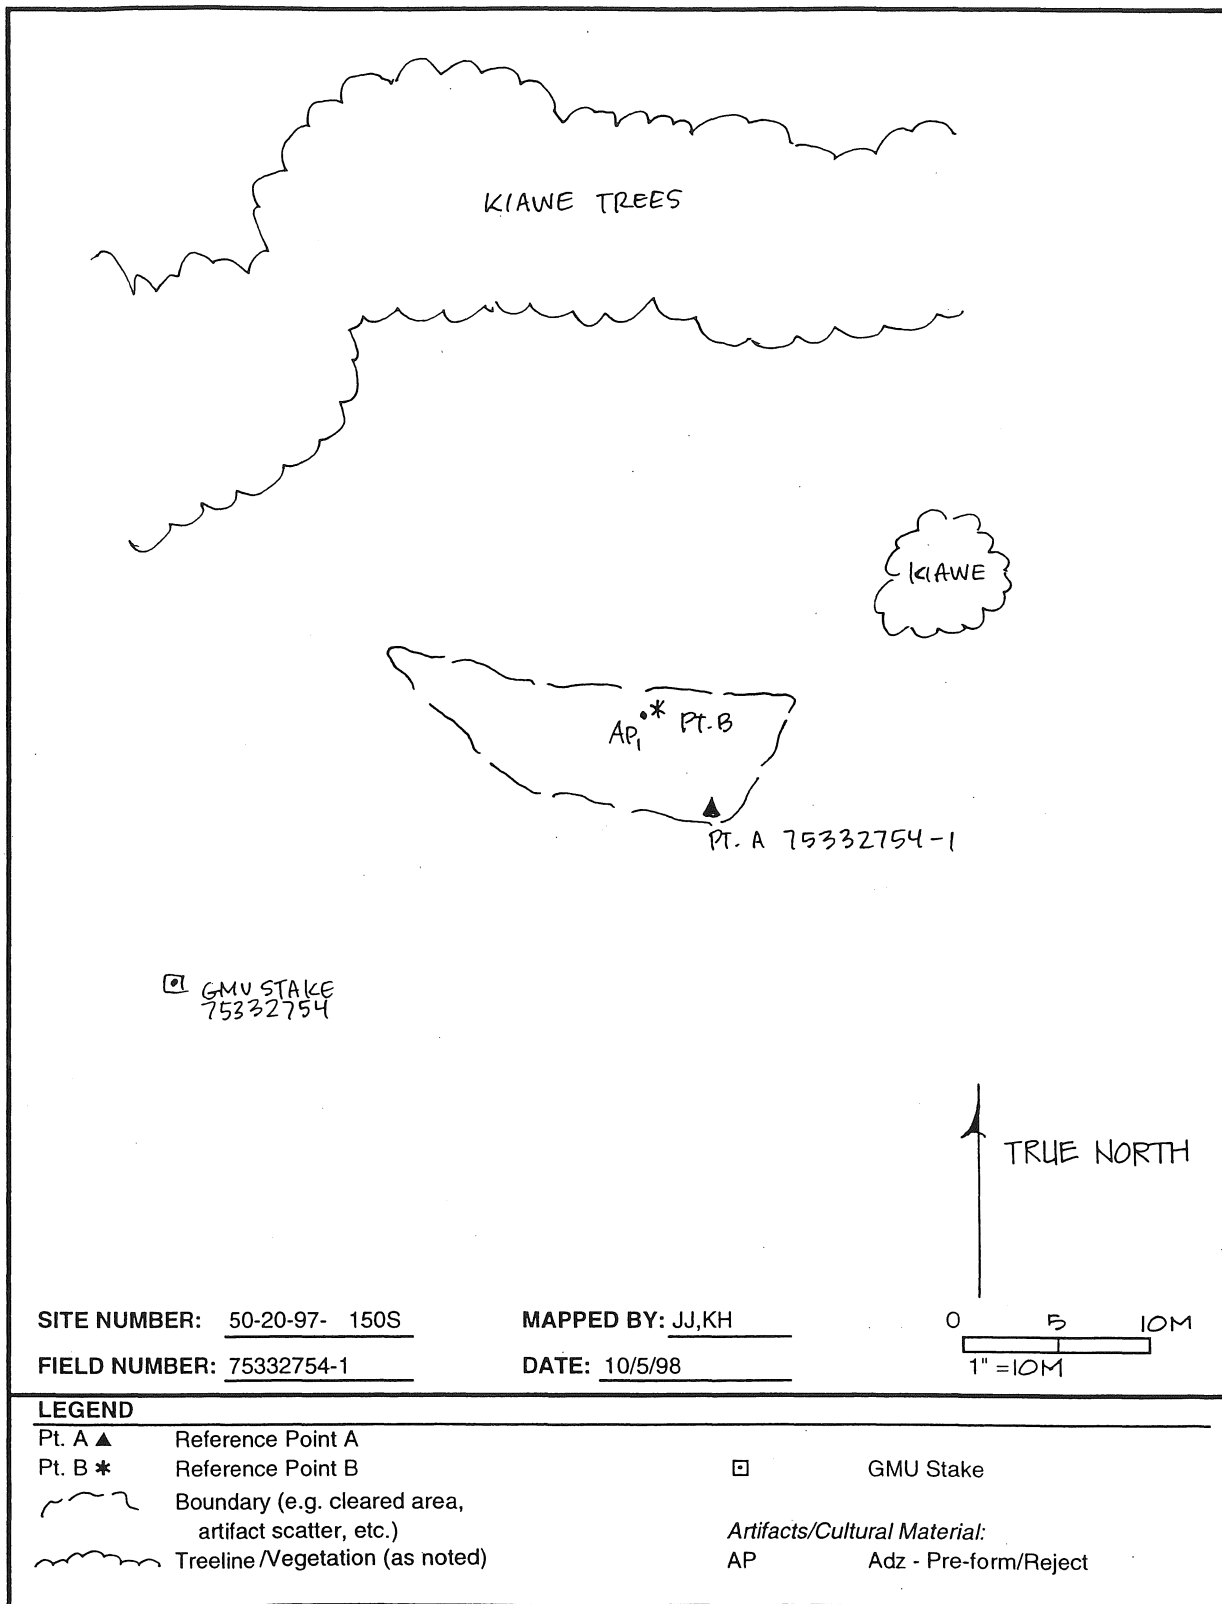 KIAWE TREES
KIAWE
AP1 Pt. B
PT. A 75332754-1
GMU STAKE
75332754
TRUE NORTH
SITE NUMBER: 50-20-97- 150S
MAPPED BY: JJ,KH
0 5 10M
FIELD NUMBER: 75332754-1
DATE: 10/5/98
1" = 10M
LEGEND
Pt. A Reference Point A
Pt. B Reference Point B
GMU Stake
Boundary (e.g. cleared area,
artifact scatter, etc.)
Artifacts/Cultural Material:
Treeline/Vegetation (as noted)
AP Adz - Pre-form/Reject